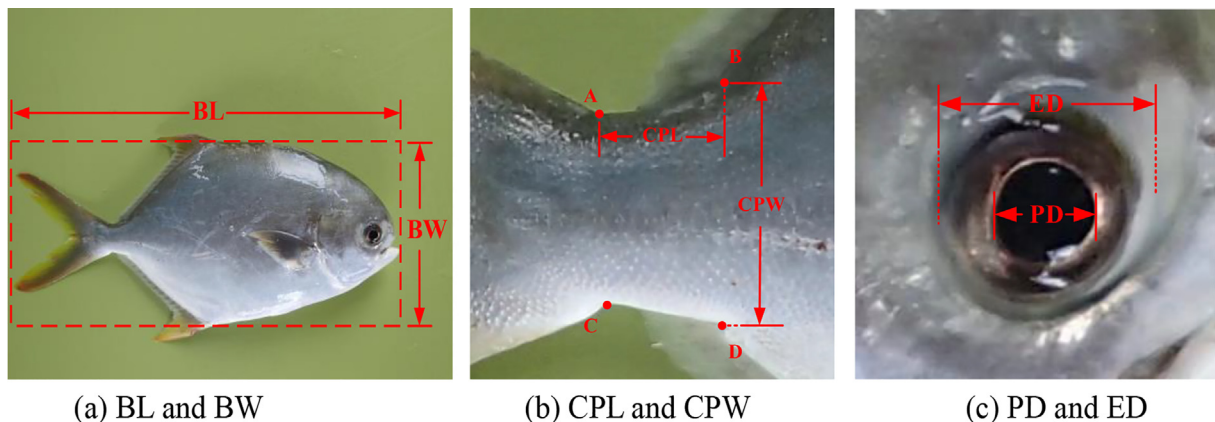 BL
BW
A
B
CPL
CPW
C
D
ED
PD
(a) BL and BW
(b) CPL and CPW
(c) PD and ED